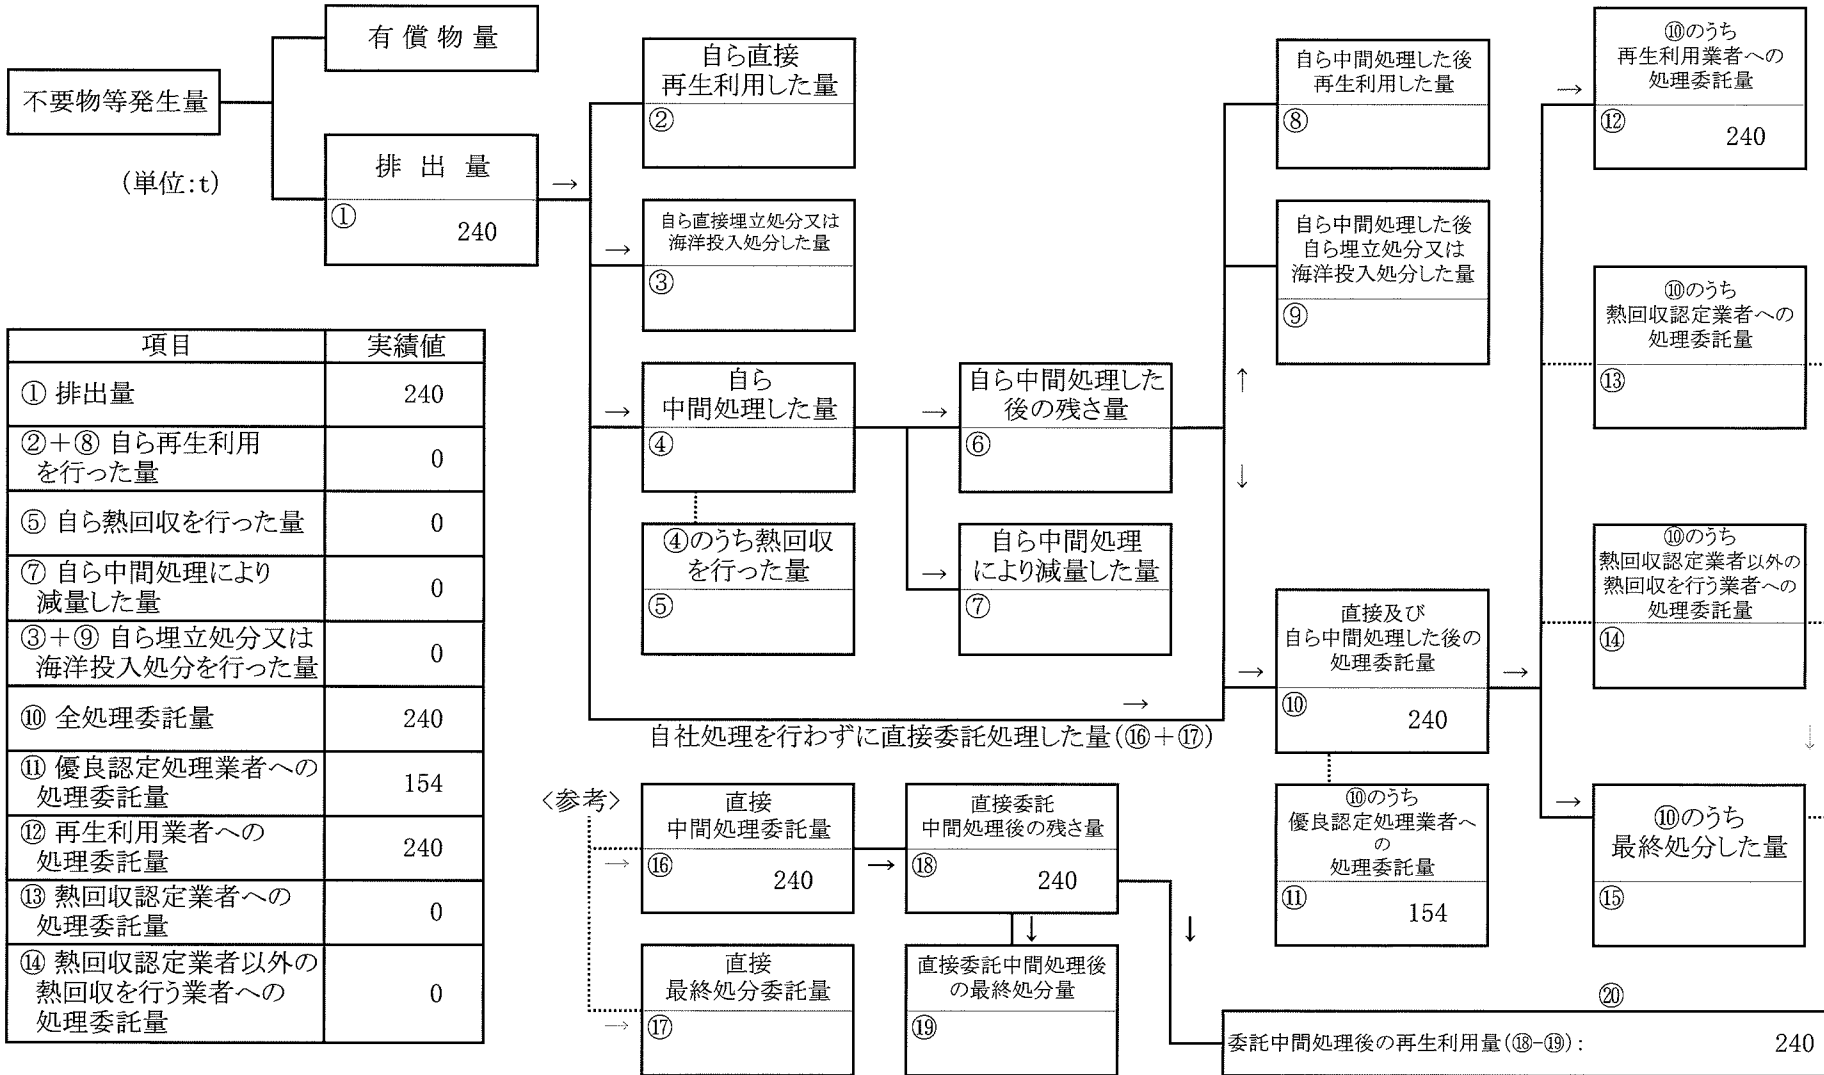 不要物等発生量
(単位:t)
有 償 物 量
排 出 量
①
240
→
自ら直接
再生利用した量
②
→
自ら直接埋立処分又は
海洋投入処分した量
③
→
自ら
中間処理した量
④
④のうち熱回収
を行った量
⑤
→
自ら中間処理した
後の残さ量
⑥
→
自ら中間処理
により減量した量
⑦
自ら中間処理した後
再生利用した量
⑧
自ら中間処理した後
自ら埋立処分又は
海洋投入処分した量
⑨
↑
↓
→
自社処理を行わずに直接委託処理した量(⑯+⑰)
→
直接及び
自ら中間処理した後の
処理委託量
⑩
240
⑩のうち
優良認定処理業者へ
の
処理委託量
⑪
154
→
→
⑩のうち
再生利用業者への
処理委託量
⑫
240
⑩のうち
熱回収認定業者への
処理委託量
⑬
⑩のうち
熱回収認定業者以外の
熱回収を行う業者への
処理委託量
⑭
↓
→
⑩のうち
最終処分した量
⑮
項目 実績値
① 排出量 240
②+⑧ 自ら再生利用
を行った量 0
⑤ 自ら熱回収を行った量 0
⑦ 自ら中間処理により
減量した量 0
③+⑨ 自ら埋立処分又は
海洋投入処分を行った量 0
⑩ 全処理委託量 240
⑪ 優良認定処理業者への
処理委託量 154
⑫ 再生利用業者への
処理委託量 240
⑬ 熱回収認定業者への
処理委託量 0
⑭ 熱回収認定業者以外の
熱回収を行う業者への
処理委託量 0
〈参考〉
→
直接
中間処理委託量
⑯
240
→
直接委託
中間処理後の残さ量
⑱
240
→
直接
最終処分委託量
⑰
↓
直接委託中間処理後
の最終処分量
⑲
↓
⑳
委託中間処理後の再生利用量(⑱-⑲): 240